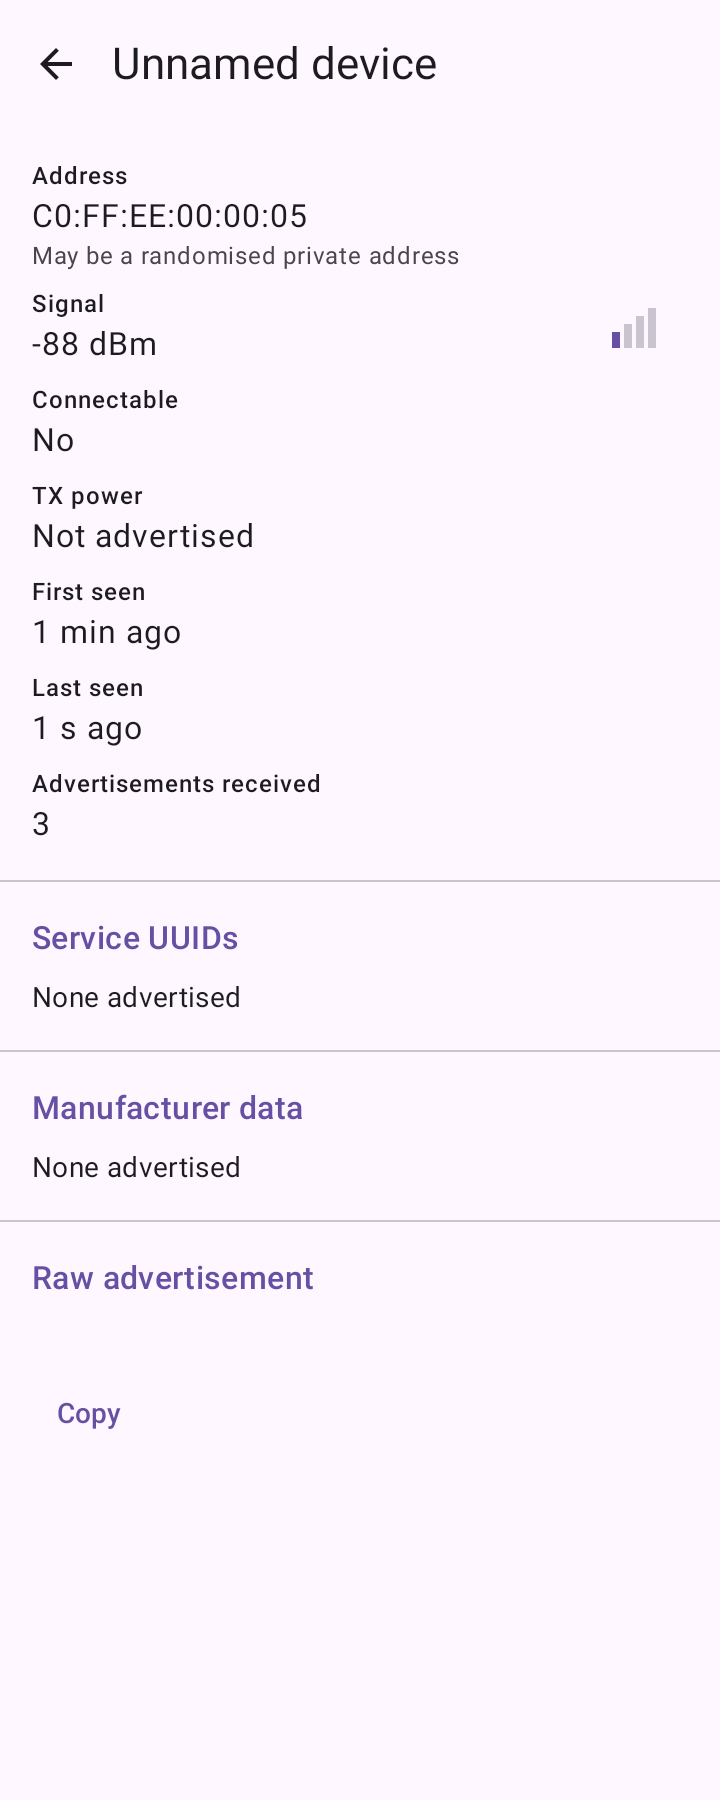 Unnamed device
Address
C0:FF:EE:00:00:05
May be a randomised private address
Signal
-88 dBm
Connectable
No
TX power
Not advertised
First seen
1 min ago
Last seen
1 s ago
Advertisements received
3
Service UUIDs
None advertised
Manufacturer data
None advertised
Raw advertisement
Copy